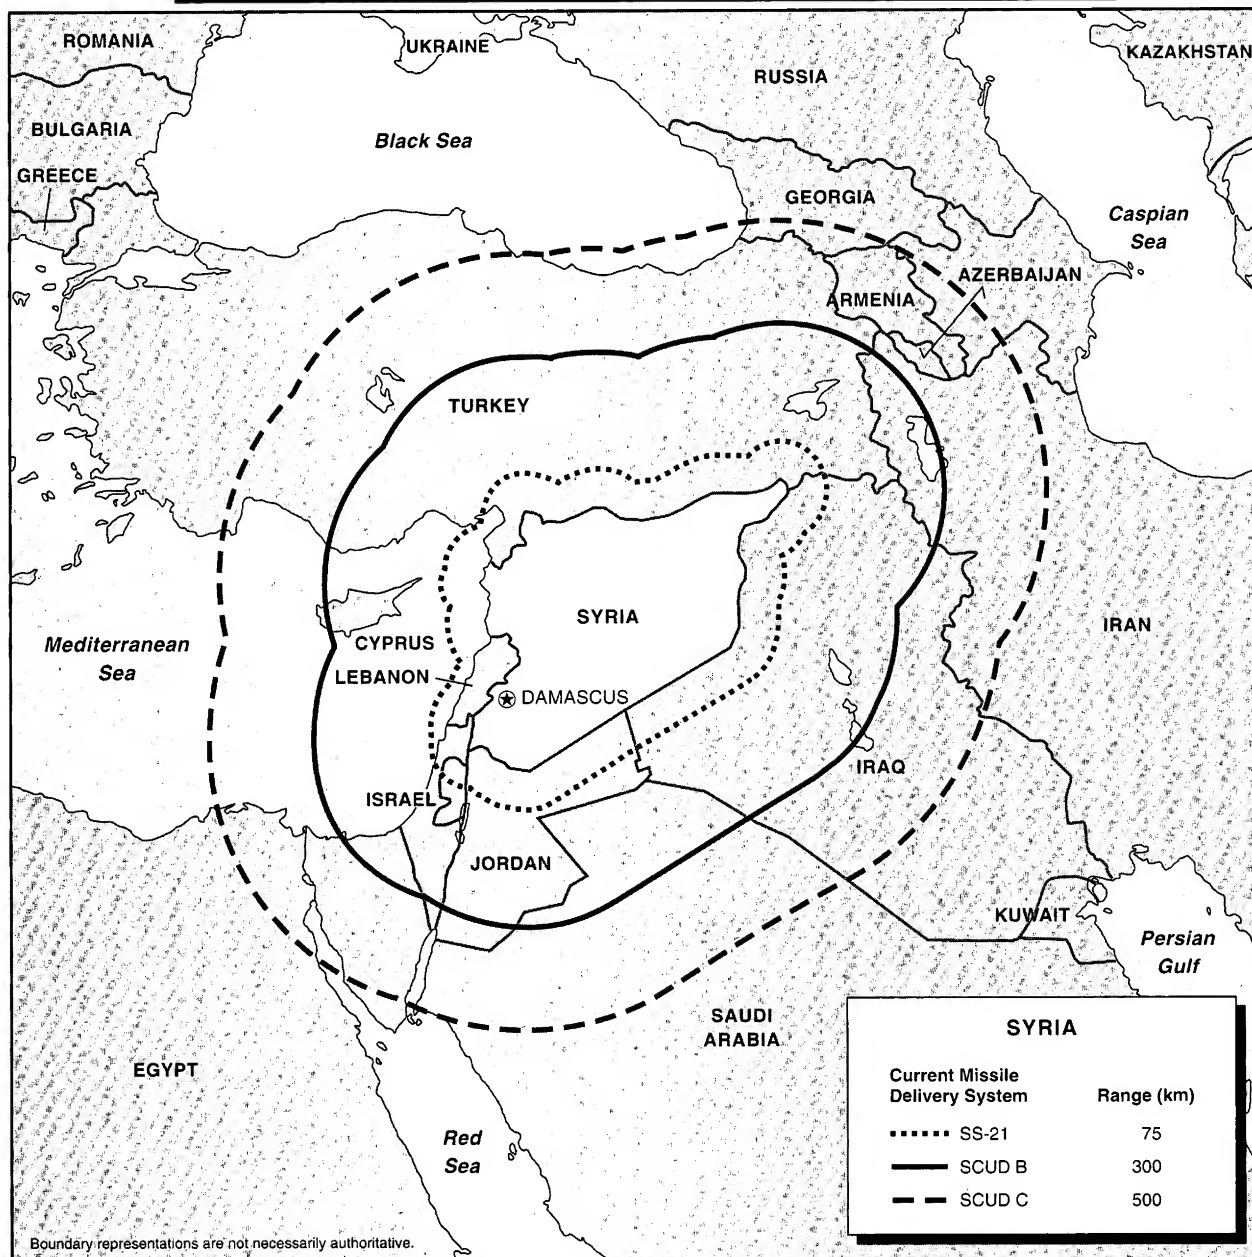 ROMANIA
UKRAINE
KAZAKHSTAN
RUSSIA
BULGARIA
Black Sea
GREECE
GEORGIA
Caspian
Sea
AZERBAIJAN
ARMENIA
TURKEY
SYRIA
IRAN
CYPRUS
Mediterranean
Sea
LEBANON
DAMASCUS
IRAQ
ISRAEL
JORDAN
KUWAIT
Persian
Gulf
SAUDI
ARABIA
EGYPT
Red
Sea
SYRIA
Current Missile
Delivery System Range (km)
SS-21 75
SCUD B 300
SCUD C 500
Boundary representations are not necessarily authoritative.